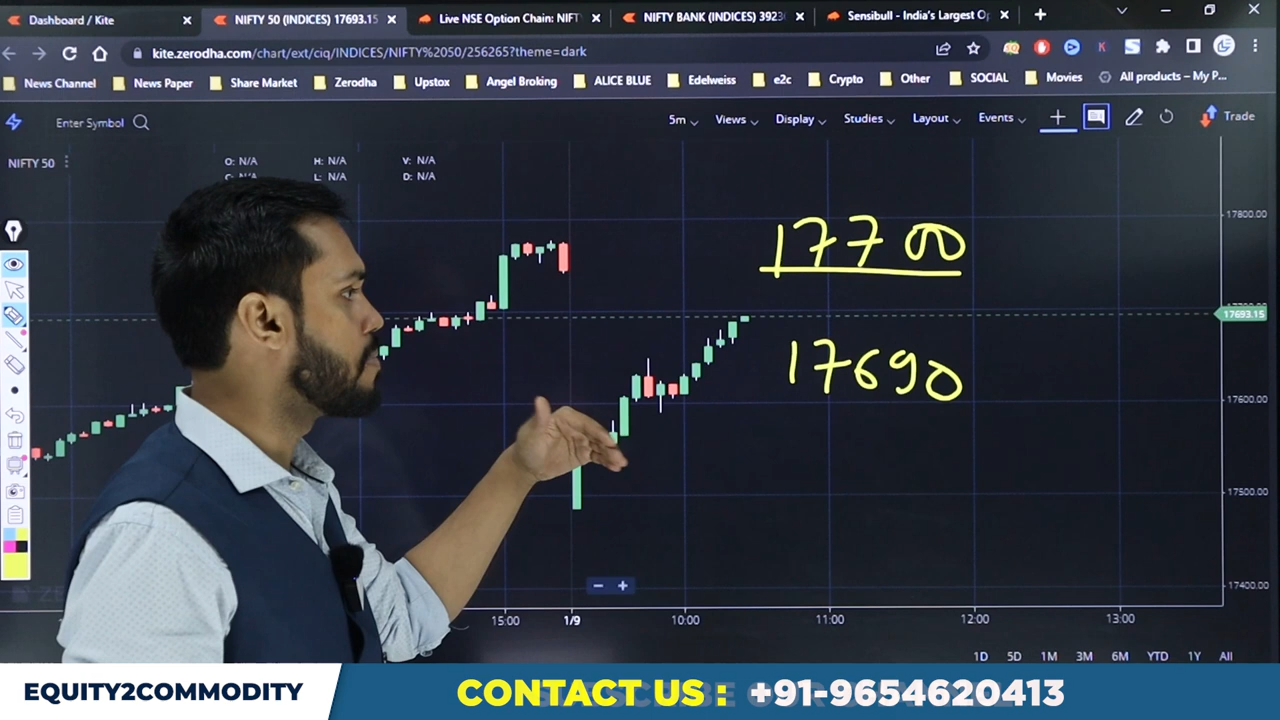 Dashboard / Kite
NIFTY 50 (INDICES) 17693.15
Live NSE Option Chain: NIFT
NIFTY BANK (INDICES) 3923
Sensibull - India's Largest Op
kite.zerodha.com/chart/ext/ciq/INDICES/NIFTY%2050/256265?theme=dark
News Channel
News Paper
Share Market
Zerodha
Upstox
Angel Broking
ALICE BLUE
Edelweiss
e2c
Crypto
Other
SOCIAL
Movies
All products – My P...
Enter Symbol
5m
Views
Display
Studies
Layout
Events
Trade
NIFTY 50
O: N/A
H: N/A
V: N/A
C: N/A
L: N/A
D: N/A
17800.00
17700
17693.15
17690
17600.00
17500.00
17400.00
15:00
1/9
10:00
11:00
12:00
13:00
1D 5D 1M 3M 6M YTD 1Y All
EQUITY2COMMODITY
CONTACT US : +91-9654620413